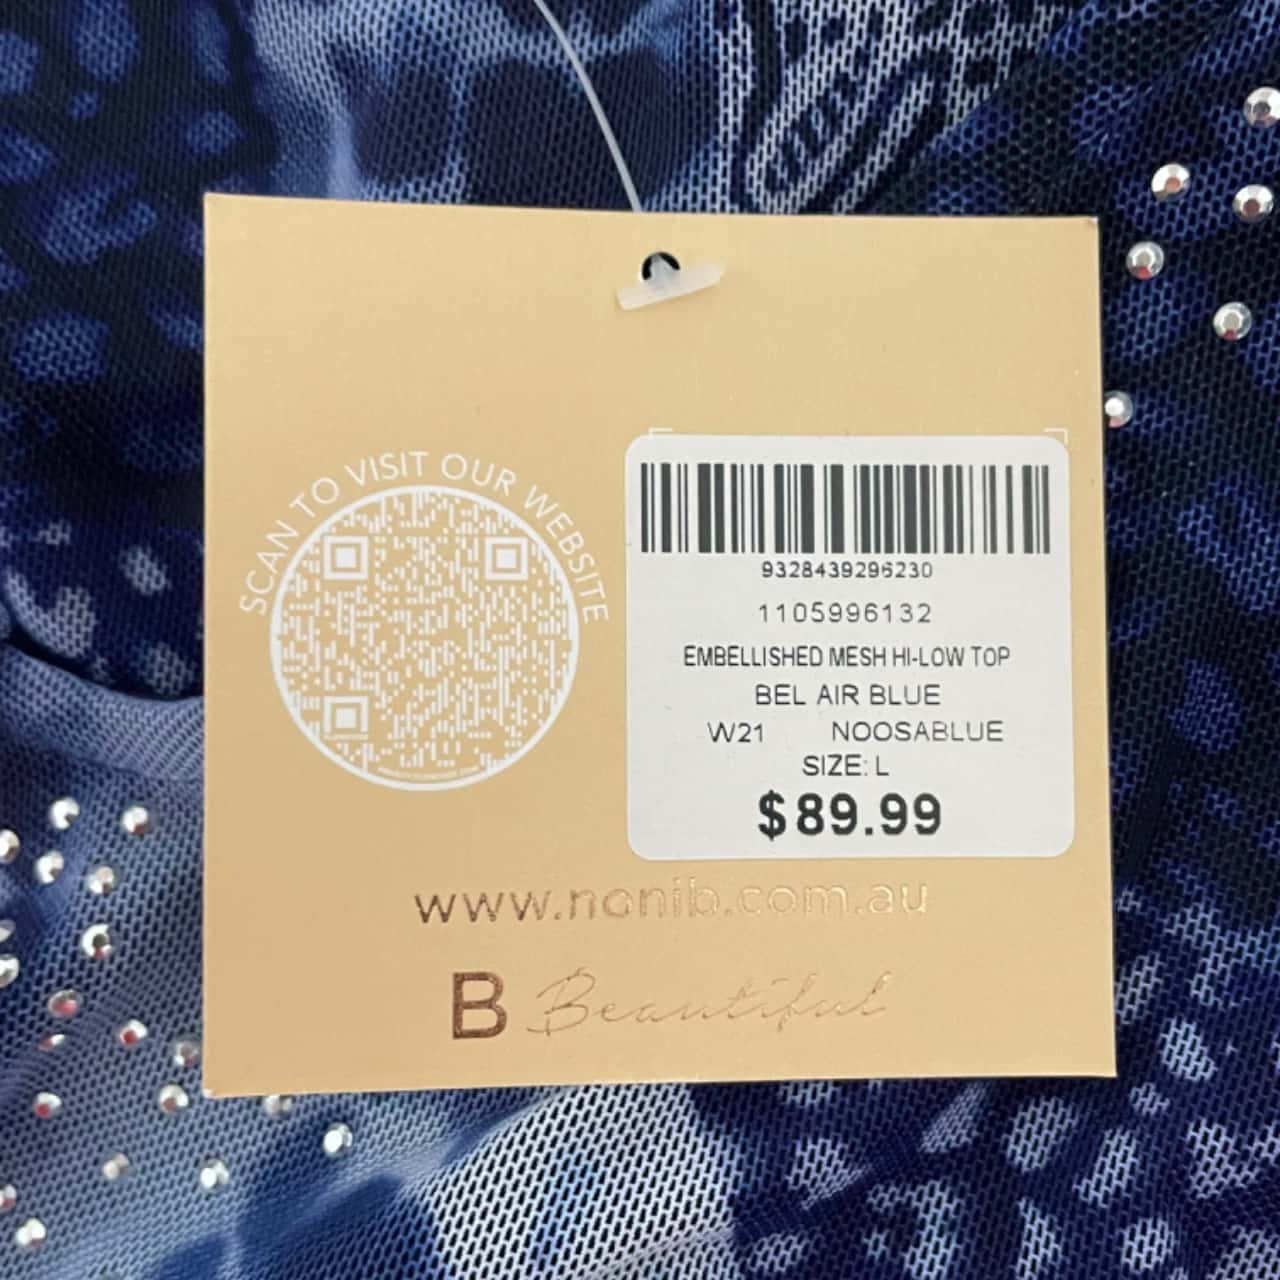 SCAN TO VISIT OUR WEBSITE
9328439296230
1105996132
EMBELLISHED MESH HI-LOW TOP
BEL AIR BLUE
W21 NOOSABLUE
SIZE: L
$89.99
www.nonib.com.au
B Beautiful